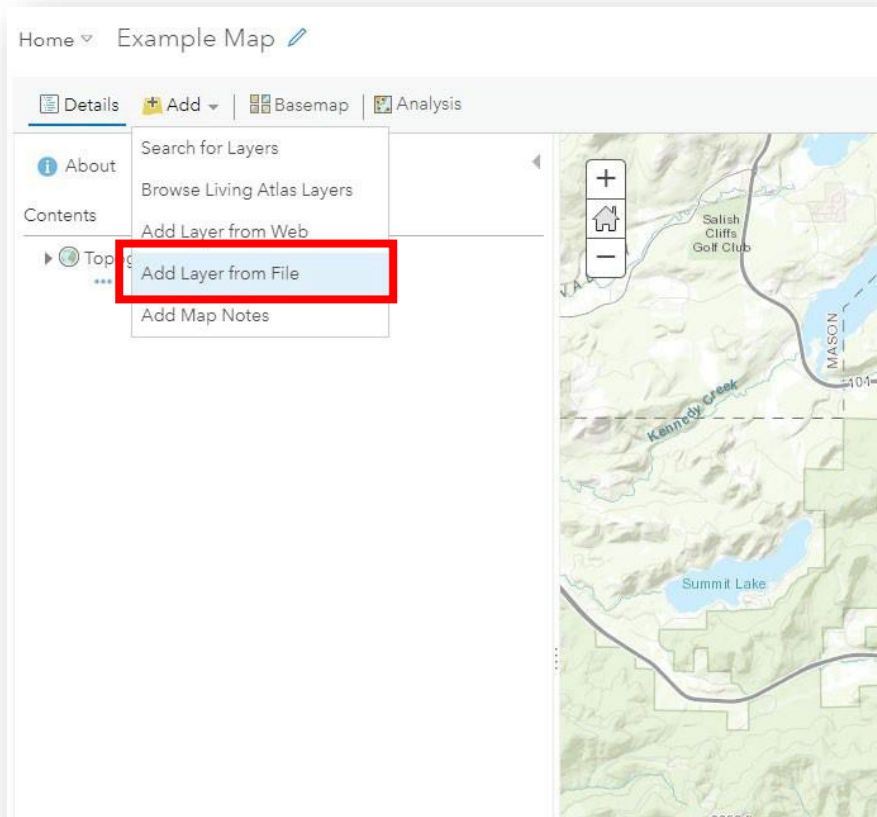 Home Example Map
Details Add Basemap Analysis
Search for Layers
About
Browse Living Atlas Layers
Contents
Add Layer from Web
Add Layer from File
Add Map Notes
Salish
Cliffs
Golf Club
MASON
101
Kennedy Creek
Summit Lake